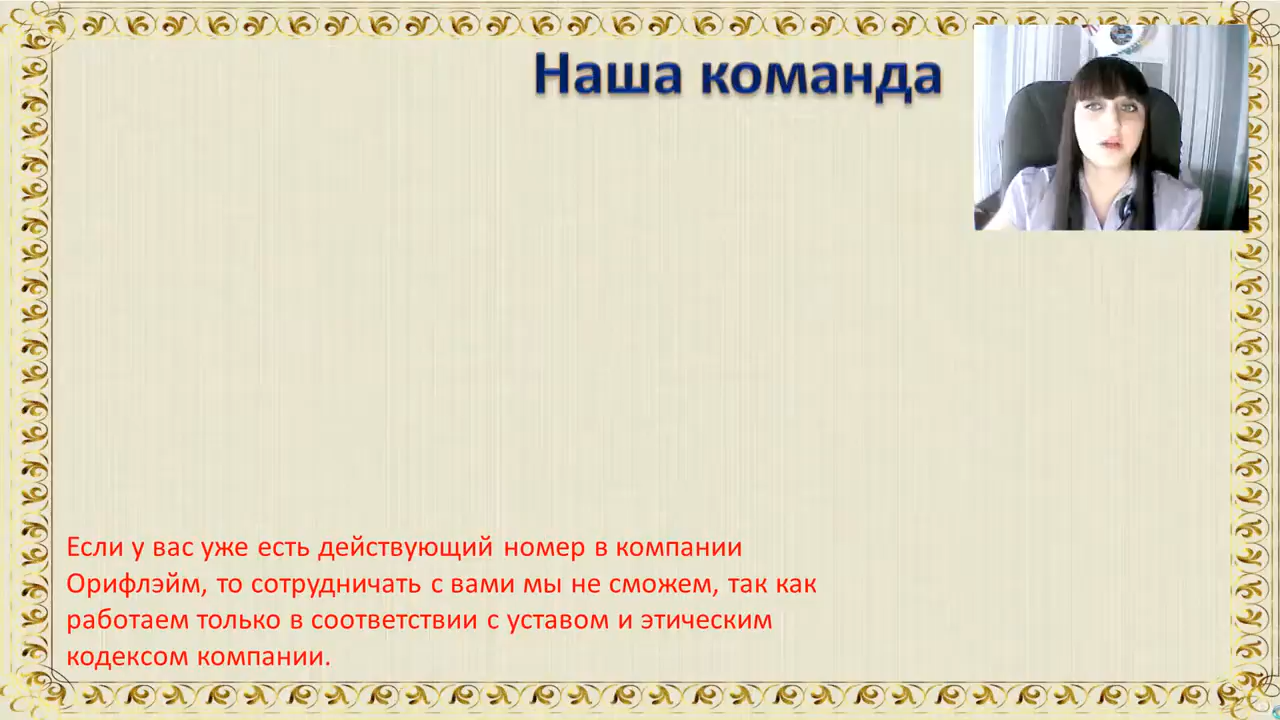 Наша команда
Если у вас уже есть действующий номер в компании
Орифлэйм, то сотрудничать с вами мы не сможем, так как
работаем только в соответствии с уставом и этическим
кодексом компании.